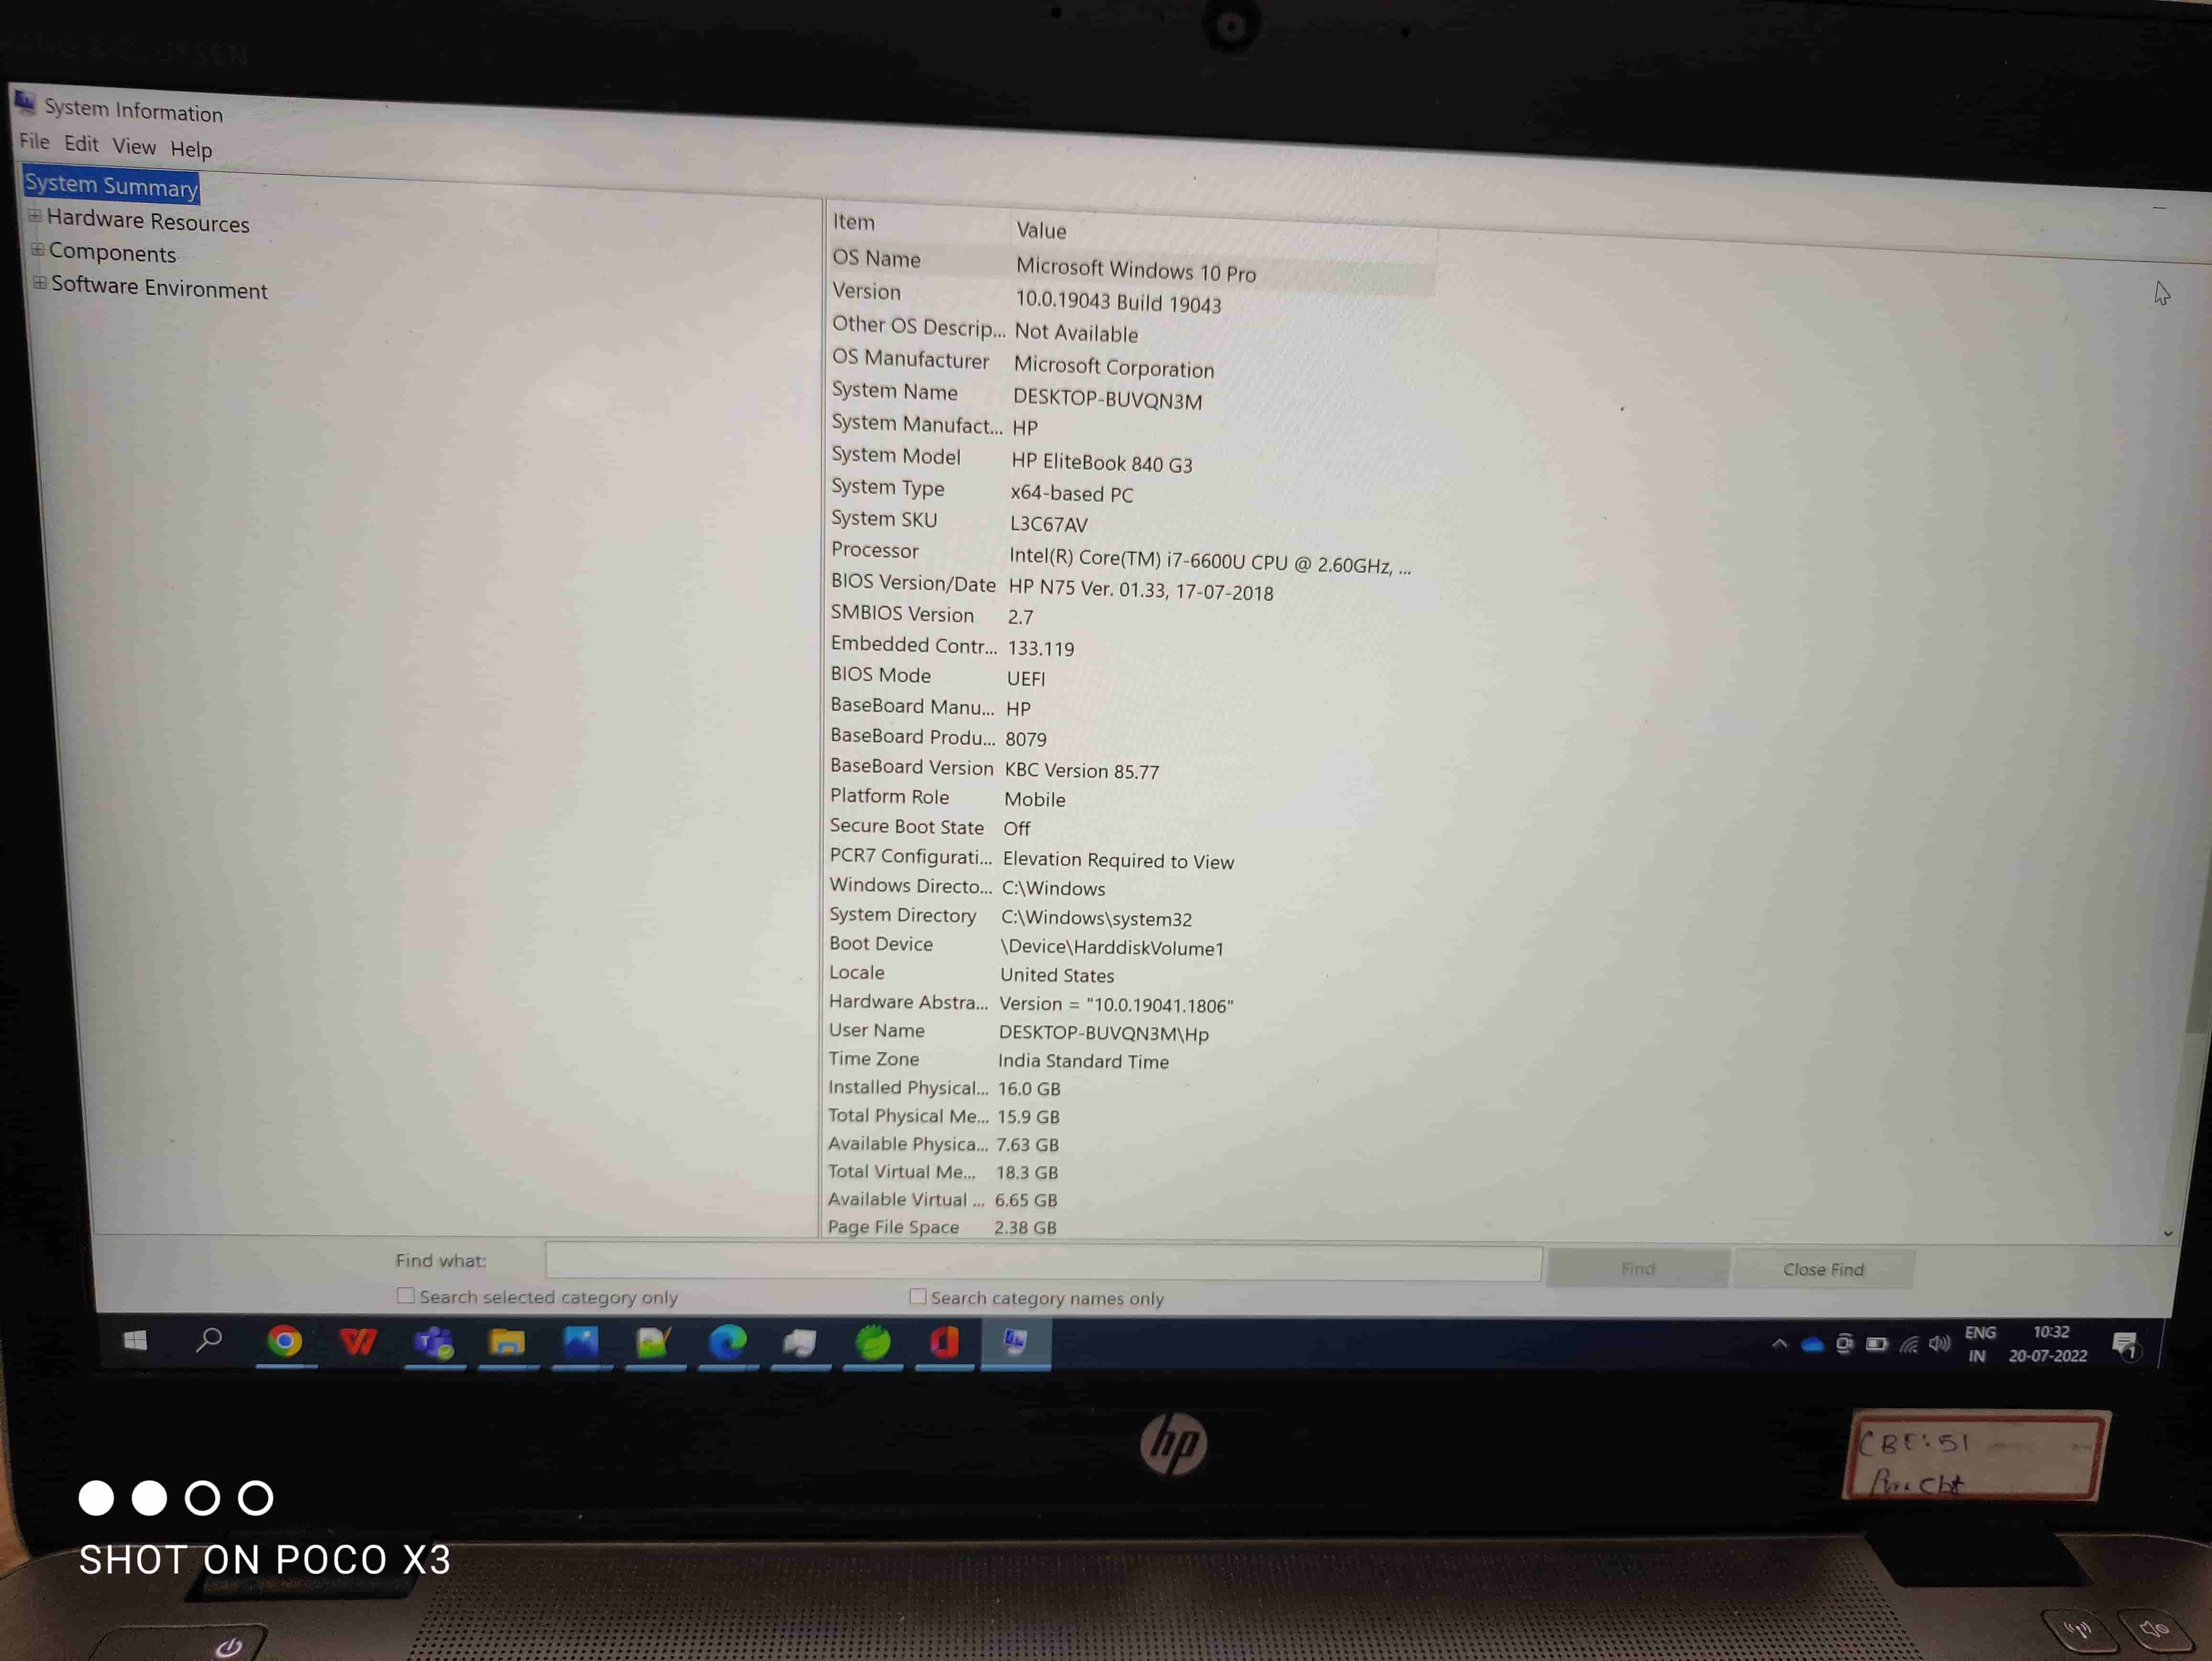 System Information
File Edit View Help
System Summary
Hardware Resources
Components
Software Environment
Item Value
OS Name Microsoft Windows 10 Pro
Version 10.0.19043 Build 19043
Other OS Descrip... Not Available
OS Manufacturer Microsoft Corporation
System Name DESKTOP-BUVQN3M
System Manufact... HP
System Model HP EliteBook 840 G3
System Type x64-based PC
System SKU L3C67AV
Processor Intel(R) Core(TM) i7-6600U CPU @ 2.60GHz, ...
BIOS Version/Date HP N75 Ver. 01.33, 17-07-2018
SMBIOS Version 2.7
Embedded Contr... 133.119
BIOS Mode UEFI
BaseBoard Manu... HP
BaseBoard Produ... 8079
BaseBoard Version KBC Version 85.77
Platform Role Mobile
Secure Boot State Off
PCR7 Configurati... Elevation Required to View
Windows Directo... C:\Windows
System Directory C:\Windows\system32
Boot Device \Device\HarddiskVolume1
Locale United States
Hardware Abstra... Version = "10.0.19041.1806"
User Name DESKTOP-BUVQN3M\Hp
Time Zone India Standard Time
Installed Physical... 16.0 GB
Total Physical Me... 15.9 GB
Available Physica... 7.63 GB
Total Virtual Me... 18.3 GB
Available Virtual ... 6.65 GB
Page File Space 2.38 GB
Find what: Find Close Find
Search selected category only Search category names only
ENG 10:32
IN 20-07-2022
1
hp
SHOT ON POCO X3